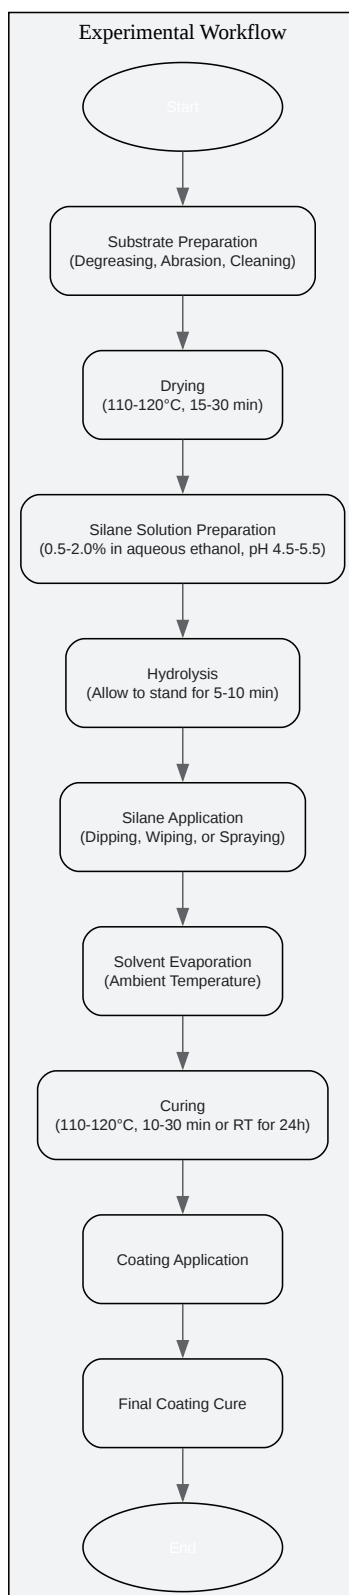 Experimental Workflow
Start
Substrate Preparation
(Degreasing, Abrasion, Cleaning)
Drying
(110-120°C, 15-30 min)
Silane Solution Preparation
(0.5-2.0% in aqueous ethanol, pH 4.5-5.5)
Hydrolysis
(Allow to stand for 5-10 min)
Silane Application
(Dipping, Wiping, or Spraying)
Solvent Evaporation
(Ambient Temperature)
Curing
(110-120°C, 10-30 min or RT for 24h)
Coating Application
Final Coating Cure
End